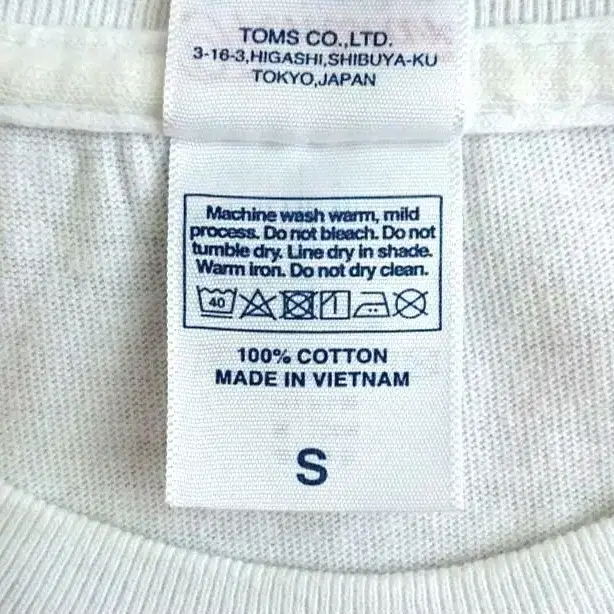 TOMS CO.,LTD.
3-16-3,HIGASHI,SHIBUYA-KU
TOKYO,JAPAN
Machine wash warm, mild
process. Do not bleach. Do not
tumble dry. Line dry in shade.
Warm iron. Do not dry clean.
40
100% COTTON
MADE IN VIETNAM
S